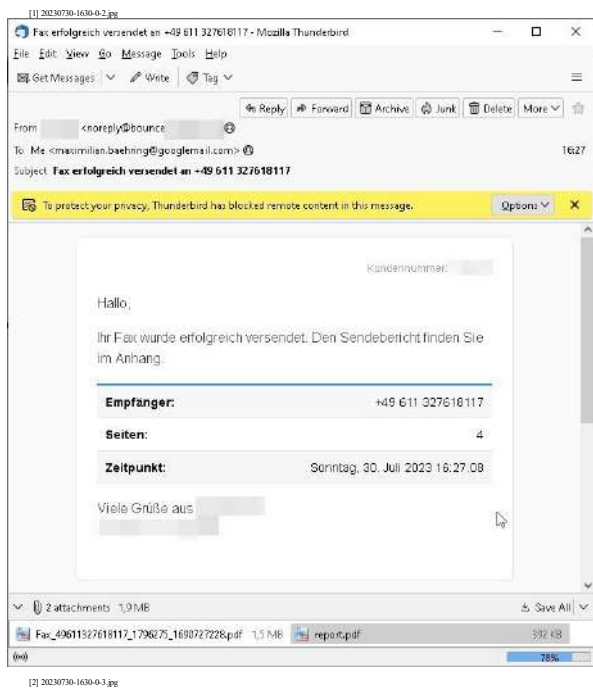 [1] 20230730-1630-0-2.jpg
Fax erfolgreich versendet an +49 611 327618117 - Mozilla Thunderbird
File Edit View Go Message Tools Help
Get Messages Write Tag
Reply Forward Archive Junk Delete More
From <noreply@bounce
To Me <maximilian.baehring@googlemail.com> 16:27
Subject Fax erfolgreich versendet an +49 611 327618117
To protect your privacy, Thunderbird has blocked remote content in this message. Options
Kundennummer:
Hallo,
Ihr Fax wurde erfolgreich versendet. Den Sendebericht finden Sie
im Anhang.
Empfänger: +49 611 327618117
Seiten: 4
Zeitpunkt: Sonntag, 30. Juli 2023 16:27:08
Viele Grüße aus
2 attachments 1,9 MB Save All
Fax_49611327618117_1796275_1690727228.pdf 1,5 MB report.pdf 392 KB
78%
[2] 20230730-1630-0-3.jpg